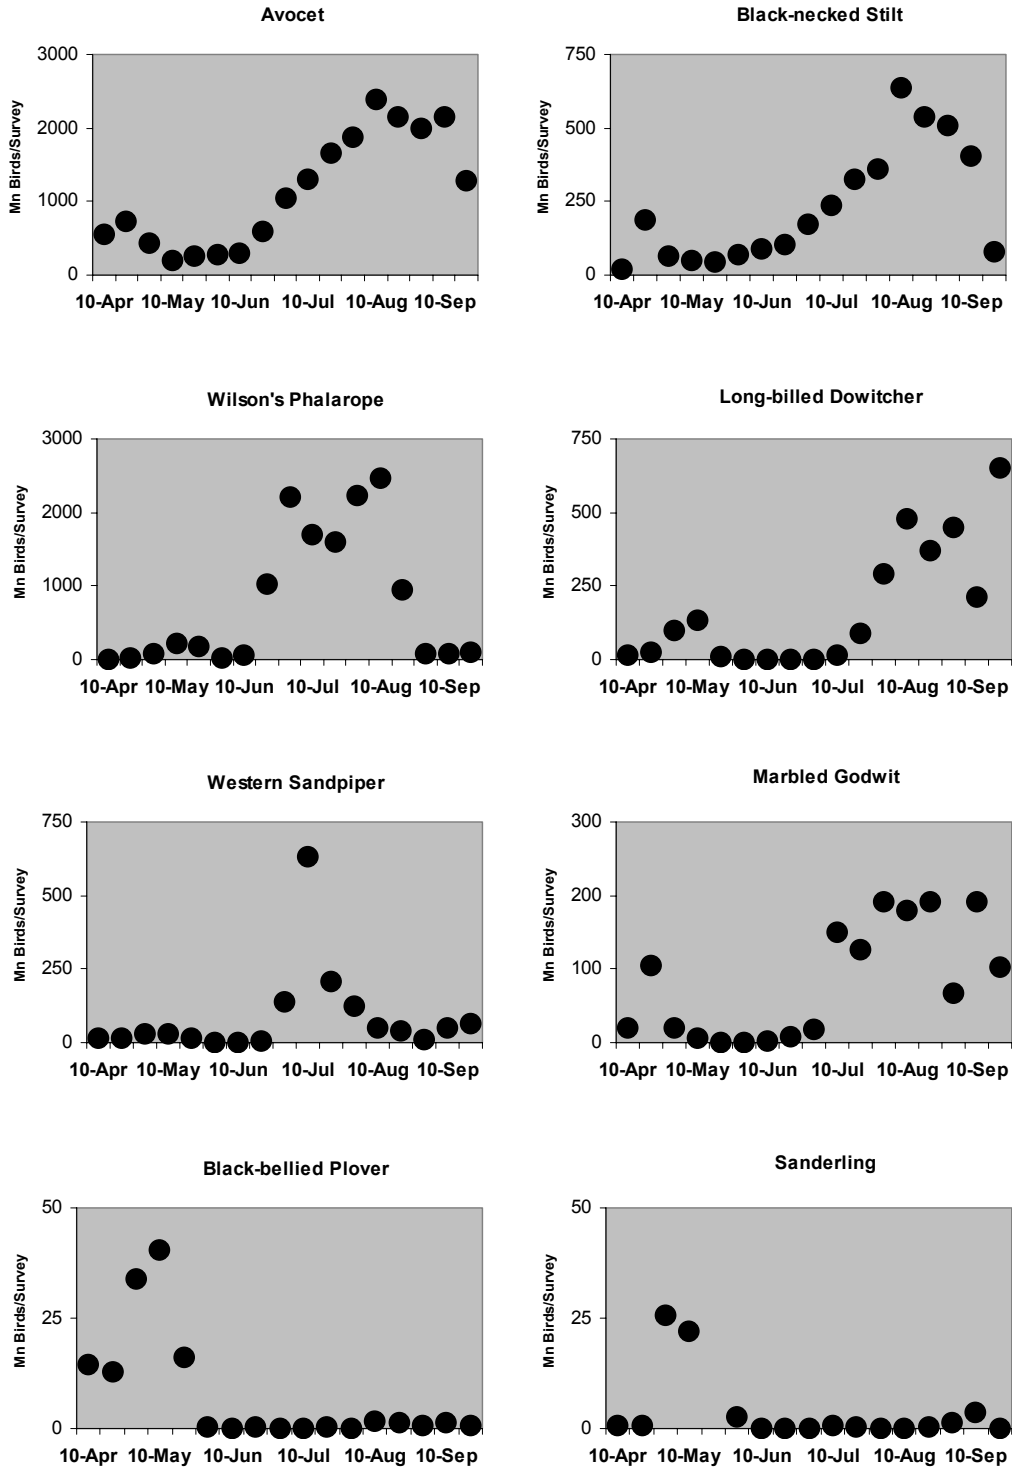 Avocet
3000
2000
1000
0
Mn Birds/Survey
10-Apr 10-May 10-Jun 10-Jul 10-Aug 10-Sep
Black-necked Stilt
750
500
250
0
Mn Birds/Survey
10-Apr 10-May 10-Jun 10-Jul 10-Aug 10-Sep
Wilson's Phalarope
3000
2000
1000
0
Mn Birds/Survey
10-Apr 10-May 10-Jun 10-Jul 10-Aug 10-Sep
Long-billed Dowitcher
750
500
250
0
Mn Birds/Survey
10-Apr 10-May 10-Jun 10-Jul 10-Aug 10-Sep
Western Sandpiper
750
500
250
0
Mn Birds/Survey
10-Apr 10-May 10-Jun 10-Jul 10-Aug 10-Sep
Marbled Godwit
300
200
100
0
Mn Birds/Survey
10-Apr 10-May 10-Jun 10-Jul 10-Aug 10-Sep
Black-bellied Plover
50
25
0
Mn Birds/Survey
10-Apr 10-May 10-Jun 10-Jul 10-Aug 10-Sep
Sanderling
50
25
0
Mn Birds/Survey
10-Apr 10-May 10-Jun 10-Jul 10-Aug 10-Sep